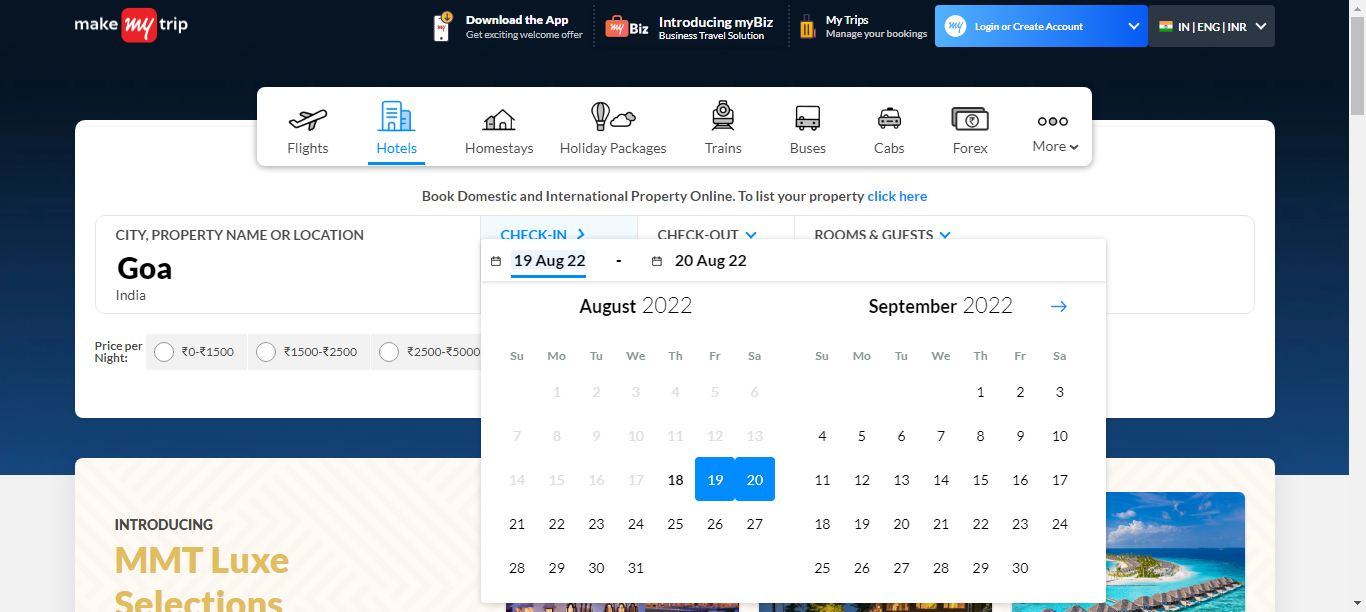 make my trip
Download the App
Get exciting welcome offer
my Biz
Introducing myBiz
Business Travel Solution
my
My Trips
Manage your bookings
my Login or Create Account
IN | ENG | INR
Flights
Hotels
Homestays
Holiday Packages
Trains
Buses
Cabs
₹
Forex
More
Book Domestic and International Property Online. To list your property click here
CITY, PROPERTY NAME OR LOCATION
Goa
India
CHECK-IN
CHECK-OUT
ROOMS & GUESTS
19 Aug 22 - 20 Aug 22
August 2022
Su Mo Tu We Th Fr Sa
1 2 3 4 5 6
7 8 9 10 11 12 13
14 15 16 17 18 19 20
21 22 23 24 25 26 27
28 29 30 31
September 2022
Su Mo Tu We Th Fr Sa
1 2 3
4 5 6 7 8 9 10
11 12 13 14 15 16 17
18 19 20 21 22 23 24
25 26 27 28 29 30
Price per
Night:
₹0-₹1500
₹1500-₹2500
₹2500-₹5000
INTRODUCING
MMT Luxe
Selections